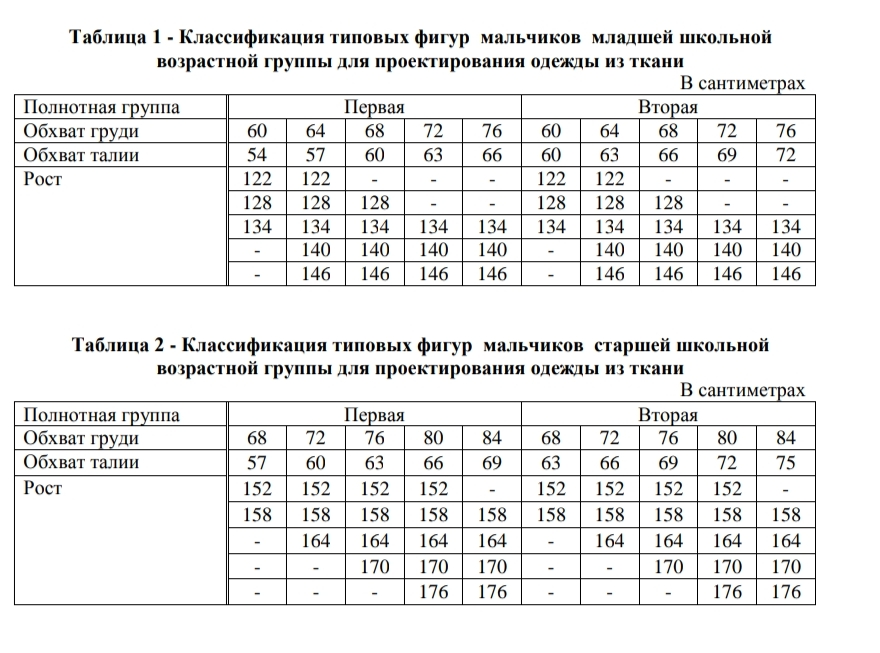 Таблица 1 - Классификация типовых фигур мальчиков младшей школьной
возрастной группы для проектирования одежды из ткани
В сантиметрах
Полнотная группа Первая Вторая
Обхват груди 60 64 68 72 76 60 64 68 72 76
Обхват талии 54 57 60 63 66 60 63 66 69 72
Рост 122 122 - - - 122 122 - - -
128 128 128 - - 128 128 128 - -
134 134 134 134 134 134 134 134 134 134
- 140 140 140 140 - 140 140 140 140
- 146 146 146 146 - 146 146 146 146
Таблица 2 - Классификация типовых фигур мальчиков старшей школьной
возрастной группы для проектирования одежды из ткани
В сантиметрах
Полнотная группа Первая Вторая
Обхват груди 68 72 76 80 84 68 72 76 80 84
Обхват талии 57 60 63 66 69 63 66 69 72 75
Рост 152 152 152 152 - 152 152 152 152 -
158 158 158 158 158 158 158 158 158 158
- 164 164 164 164 - 164 164 164 164
- - 170 170 170 - - 170 170 170
- - - 176 176 - - - 176 176